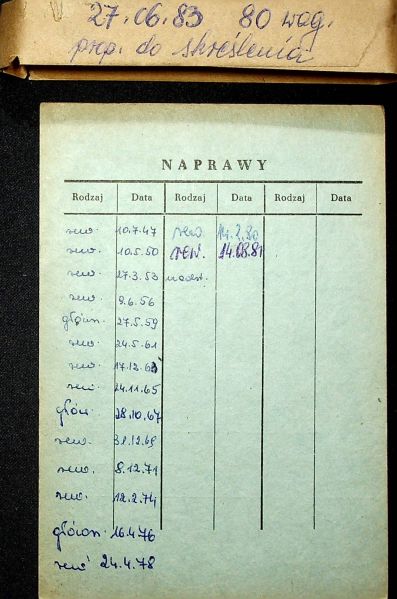 27.06.83 80 wag.
prop. do skreślenia
NAPRAWY
Rodzaj Data Rodzaj Data Rodzaj Data
rew. 10.7.47 rew. 14.2.80
rew. 10.5.50 REW. 14.08.81
rew. 27.3.53
rew. 9.6.56
główn. 27.5.59
rew. 24.5.61
rew. 17.12.63
rew. 24.11.65
główn. 28.10.67
rew. 31.12.69
rew. 8.12.71
rew. 12.2.74
główn. 16.4.76
rew 24.4.78